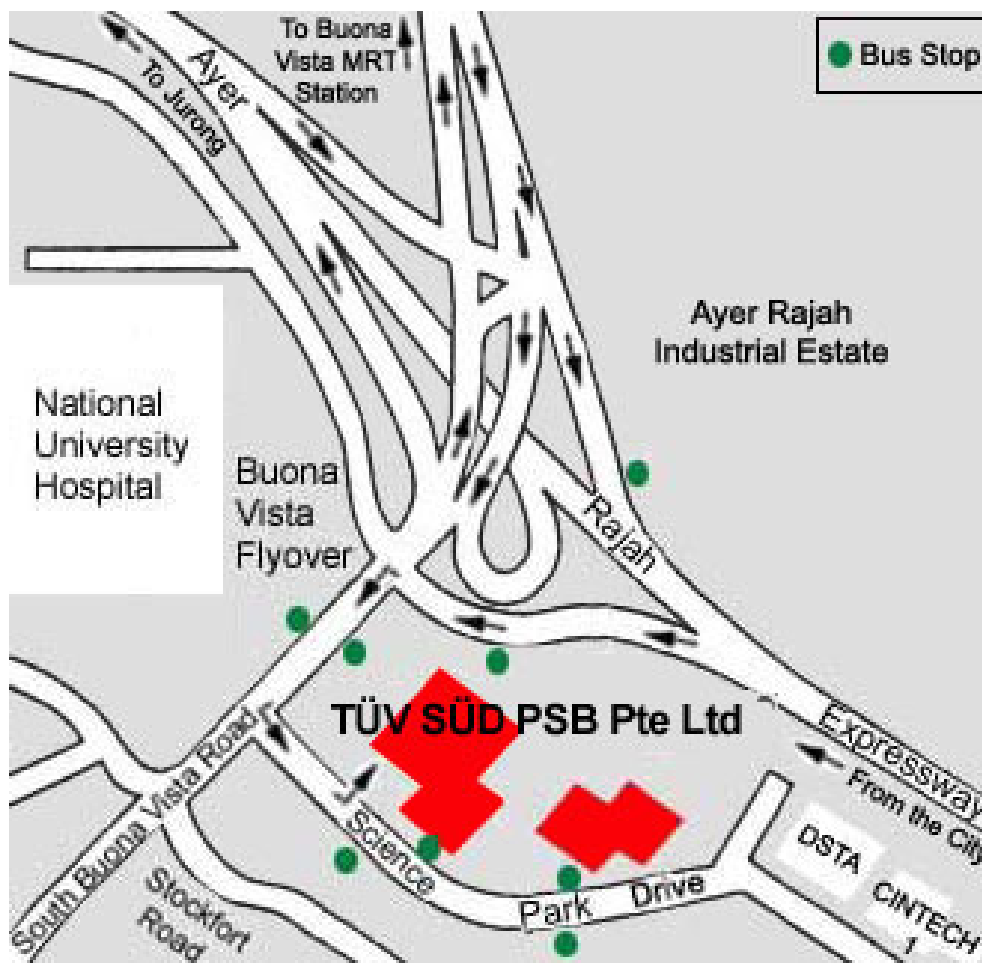 To Buona
Vista MRT
Station
Bus Stop
Ayer
To Jurong
Ayer Rajah
Industrial Estate
National
University
Hospital
Buona
Vista
Flyover
Rajah
TÜV SÜD PSB Pte Ltd
Expressway
From the City
South Buona Vista Road
Science
Park Drive
Stockfort
Road
DSTA
CINTECH
1